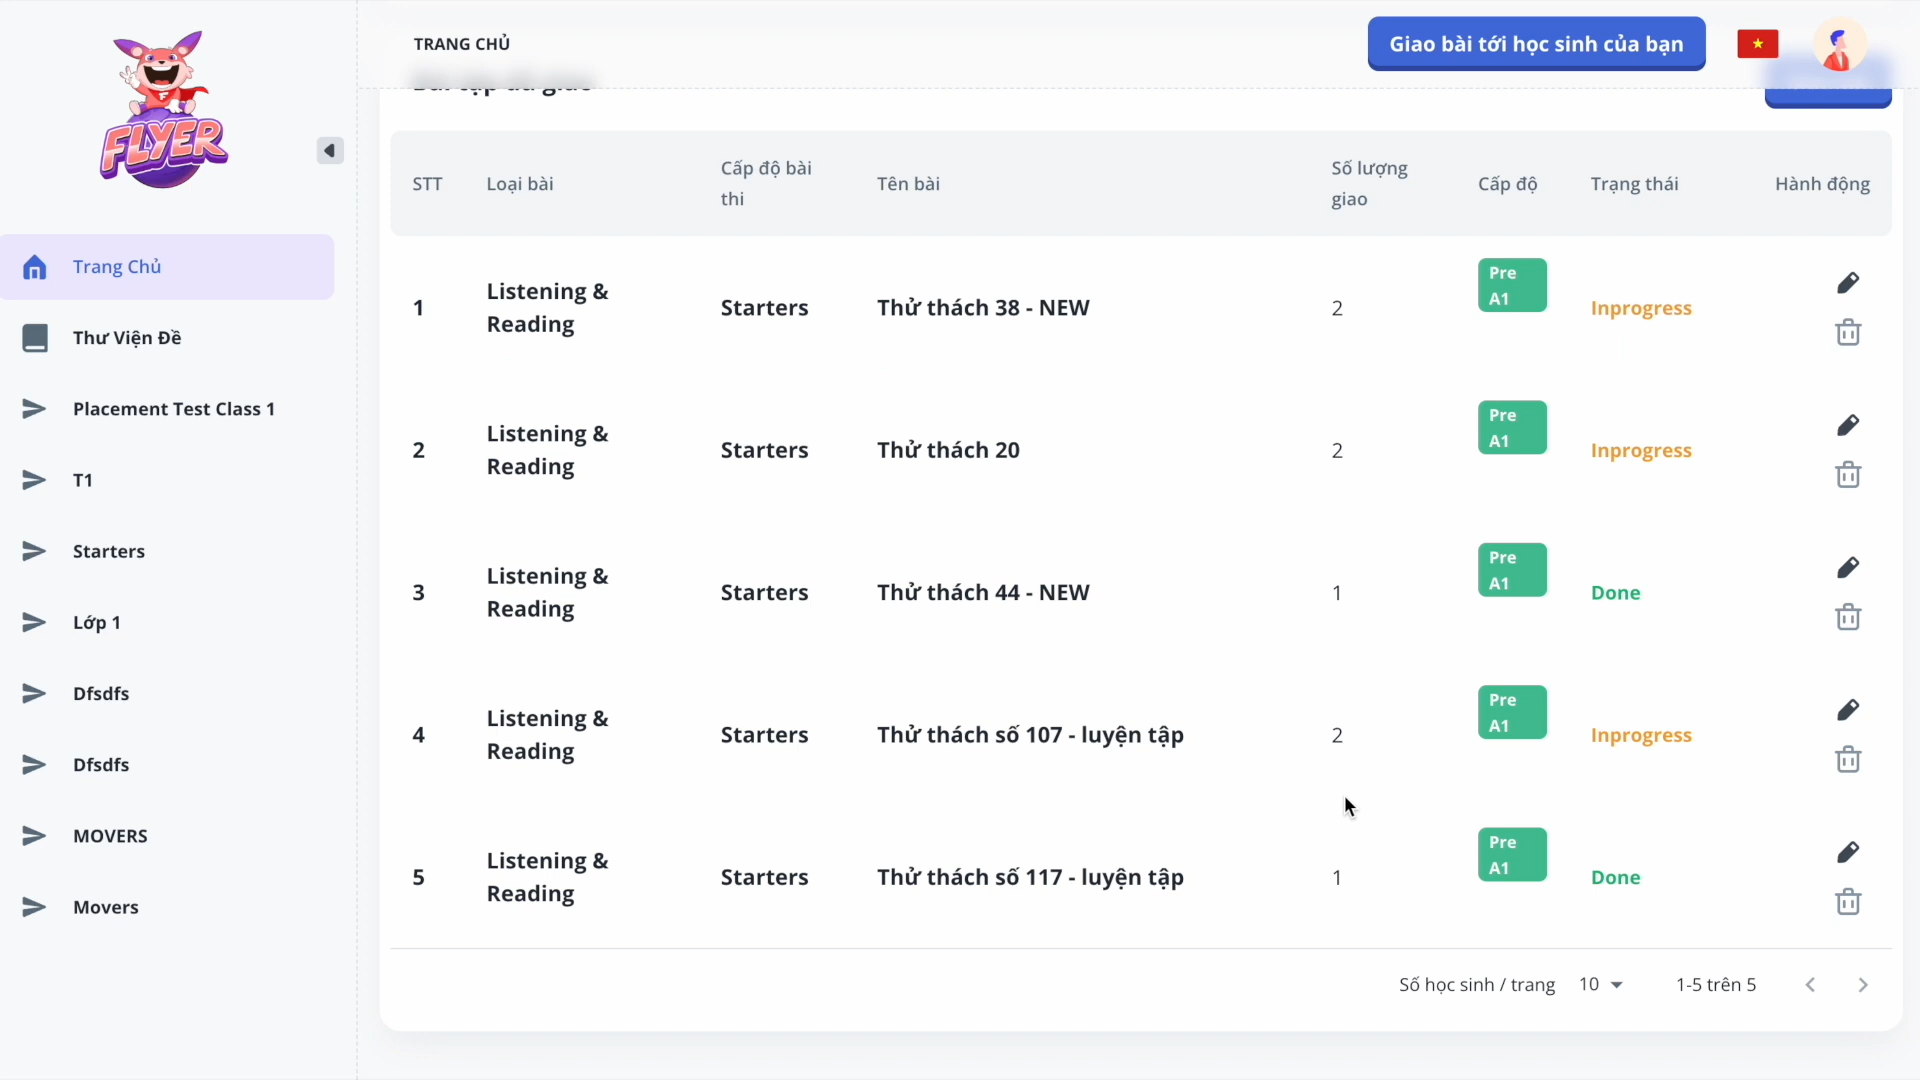 FLYER
TRANG CHỦ
Giao bài tới học sinh của bạn
Trang Chủ
Thư Viện Đề
Placement Test Class 1
T1
Starters
Lớp 1
Dfsdfs
Dfsdfs
MOVERS
Movers
STT Loại bài Cấp độ bài thi Tên bài Số lượng giao Cấp độ Trạng thái Hành động
1 Listening & Reading Starters Thử thách 38 - NEW 2 Pre A1 Inprogress
2 Listening & Reading Starters Thử thách 20 2 Pre A1 Inprogress
3 Listening & Reading Starters Thử thách 44 - NEW 1 Pre A1 Done
4 Listening & Reading Starters Thử thách số 107 - luyện tập 2 Pre A1 Inprogress
5 Listening & Reading Starters Thử thách số 117 - luyện tập 1 Pre A1 Done
Số học sinh / trang 10 1-5 trên 5